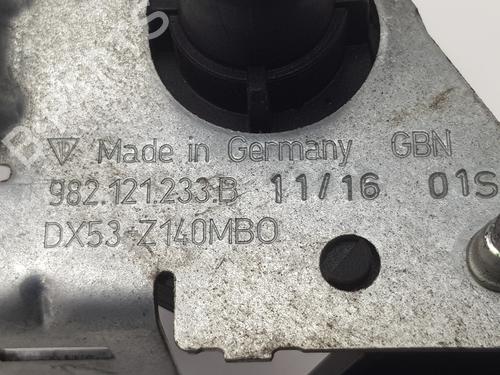 Made in Germany GBN
982.121.233.B 11/16 01S
DX53-Z140MBO